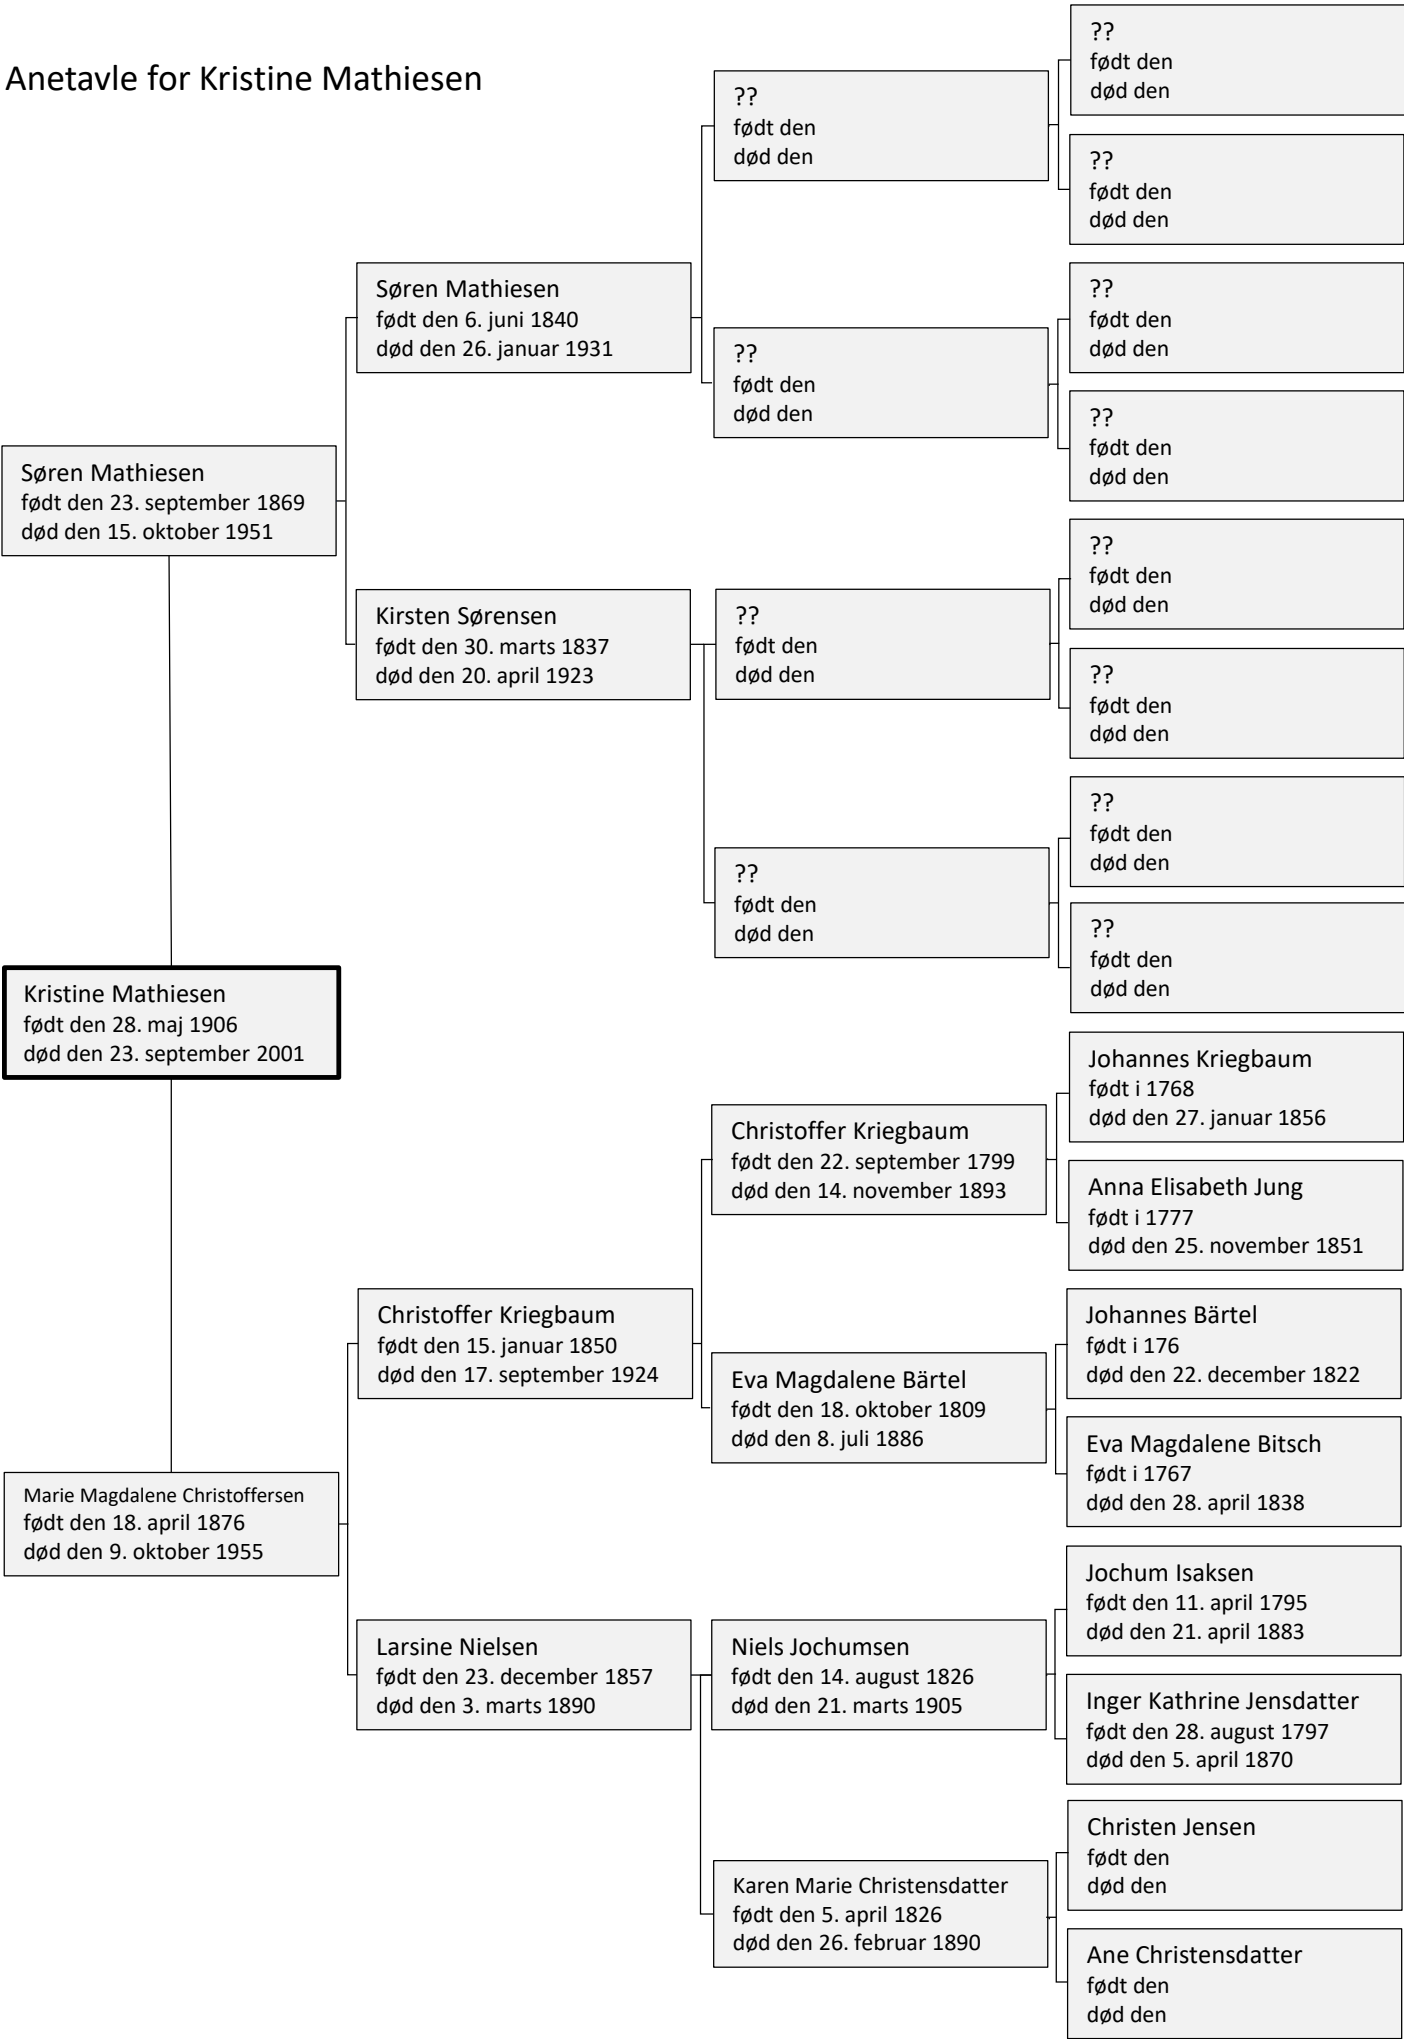 Anetavle for Kristine Mathiesen
??
født den
død den
??
født den
død den
??
født den
død den
Søren Mathiesen
født den 6. juni 1840
død den 26. januar 1931
??
født den
død den
??
født den
død den
??
født den
død den
Søren Mathiesen
født den 23. september 1869
død den 15. oktober 1951
??
født den
død den
Kirsten Sørensen
født den 30. marts 1837
død den 20. april 1923
??
født den
død den
??
født den
død den
??
født den
død den
??
født den
død den
??
født den
død den
Kristine Mathiesen
født den 28. maj 1906
død den 23. september 2001
Johannes Kriegbaum
født i 1768
død den 27. januar 1856
Christoffer Kriegbaum
født den 22. september 1799
død den 14. november 1893
Anna Elisabeth Jung
født i 1777
død den 25. november 1851
Christoffer Kriegbaum
født den 15. januar 1850
død den 17. september 1924
Johannes Bärtel
født i 176
død den 22. december 1822
Eva Magdalene Bärtel
født den 18. oktober 1809
død den 8. juli 1886
Eva Magdalene Bitsch
født i 1767
død den 28. april 1838
Marie Magdalene Christoffersen
født den 18. april 1876
død den 9. oktober 1955
Jochum Isaksen
født den 11. april 1795
død den 21. april 1883
Larsine Nielsen
født den 23. december 1857
død den 3. marts 1890
Niels Jochumsen
født den 14. august 1826
død den 21. marts 1905
Inger Kathrine Jensdatter
født den 28. august 1797
død den 5. april 1870
Christen Jensen
født den
død den
Karen Marie Christensdatter
født den 5. april 1826
død den 26. februar 1890
Ane Christensdatter
født den
død den